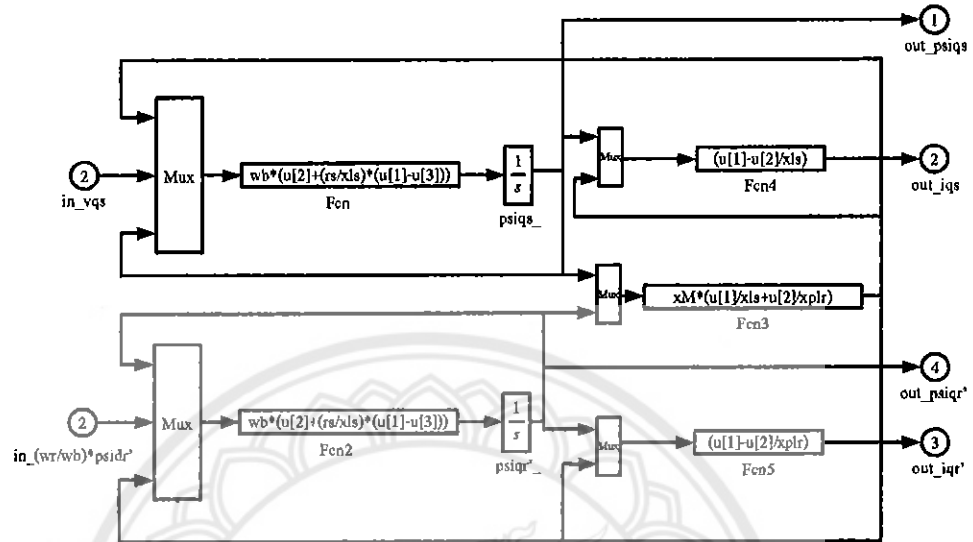 1
out_psiqs
2
in_vqs
Mux
wb*(u[2]+(rs/xls)*(u[1]-u[3]))
Fcn
1
s
psiqs_
Mux
(u[1]-u[2]/xls)
Fcn4
2
out_iqs
Mux
xM*(u[1]/xls+u[2]/xplr)
Fcn3
4
out_psiqr'
2
in_(wr/wb)*psidr'
Mux
wb*(u[2]+(rs/xls)*(u[1]-u[3]))
Fcn2
1
s
psiqr'_
Mux
(u[1]-u[2]/xplr)
Fcn5
3
out_iqr'